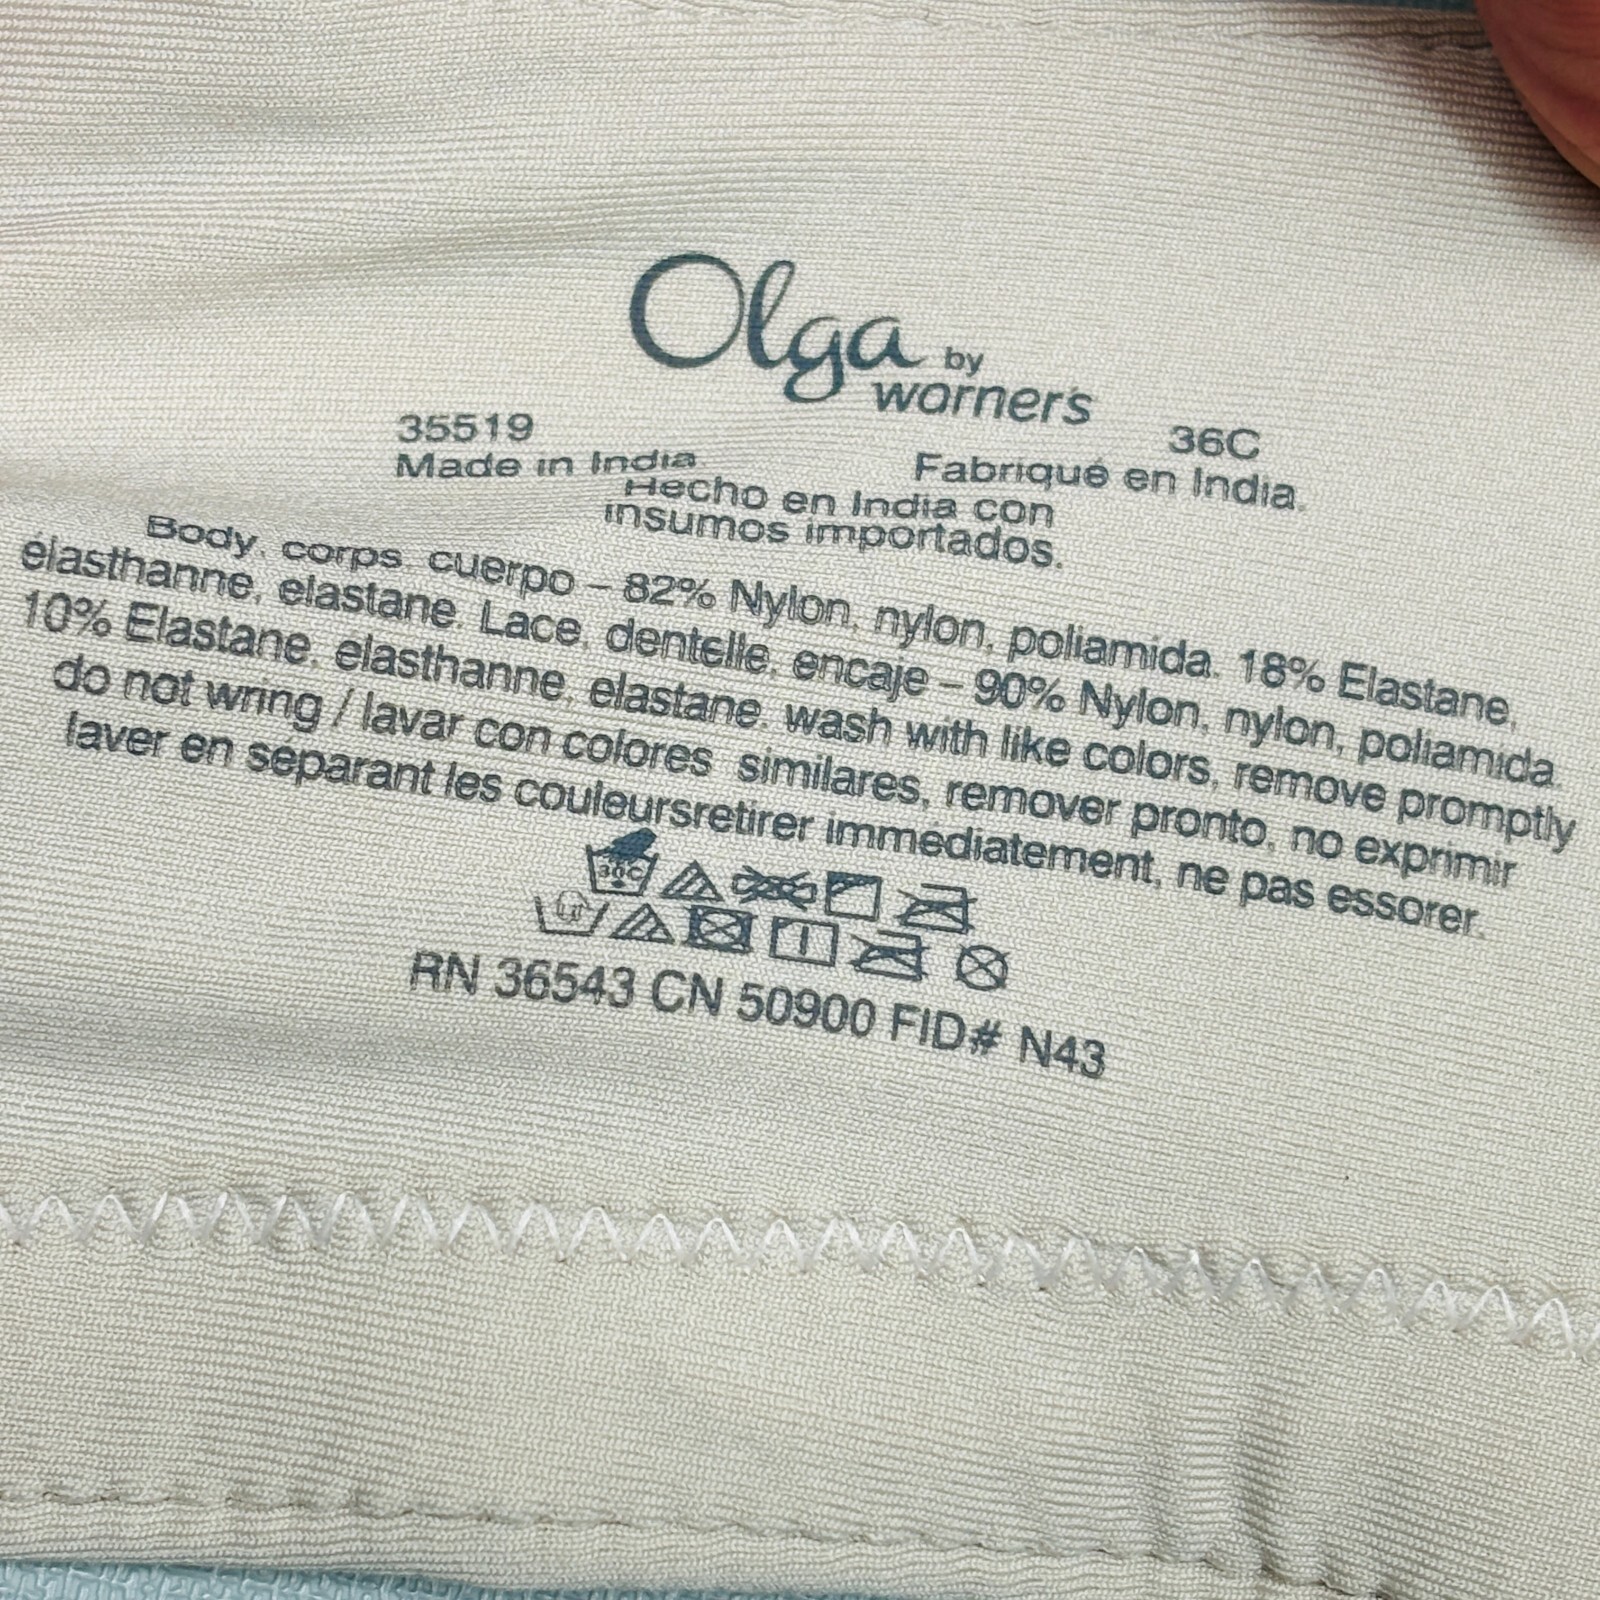 Olga by
warner's
35519 36C
Made in India. Fabriqué en India.
Hecho en India con
insumos importados.
Body, corps, cuerpo – 82% Nylon, nylon, poliamida. 18% Elastane,
élasthanne, elastane. Lace, dentelle, encaje – 90% Nylon, nylon, poliamida.
10% Elastane, elasthanne, elastane. wash with like colors, remove promptly
do not wring / lavar con colores similares, remover pronto, no exprimir
laver en séparant les couleursretirer immédiatement, ne pas essorer.
30C
RN 36543 CN 50900 FID# N43